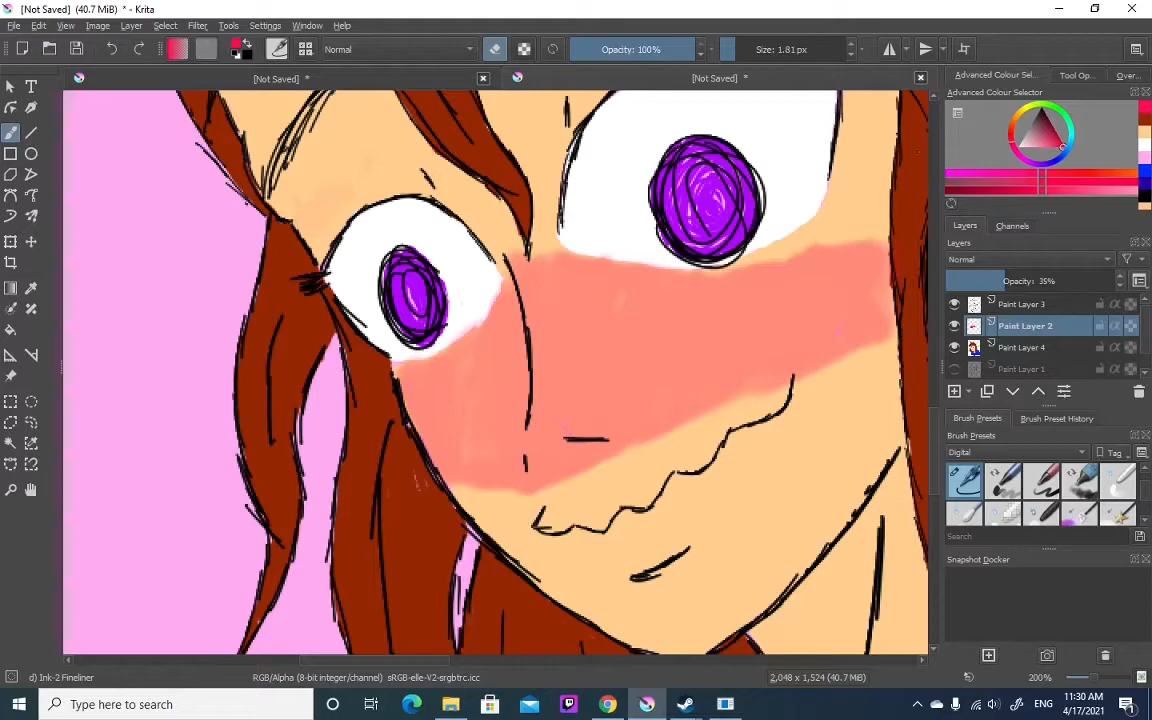 [Not Saved] (40.7 MiB) * - Krita
File Edit View Image Layer Select Filter Tools Settings Window Help
Normal Opacity: 100% Size: 1.81 px
[Not Saved] * [Not Saved] *
Advanced Colour Sel... Tool Op... Over...
Advanced Colour Selector
Layers Channels
Layers
Normal
Opacity: 35%
Paint Layer 3
Paint Layer 2
Paint Layer 4
Paint Layer 1
Brush Presets Brush Preset History
Brush Presets
Digital Tag
Search
Snapshot Docker
d) Ink-2 Fineliner RGB/Alpha (8-bit integer/channel) sRGB-elle-V2-srgbtrc.icc 2,048 x 1,524 (40.7 MiB) 200%
Type here to search ENG 11:30 AM
4/17/2021
1